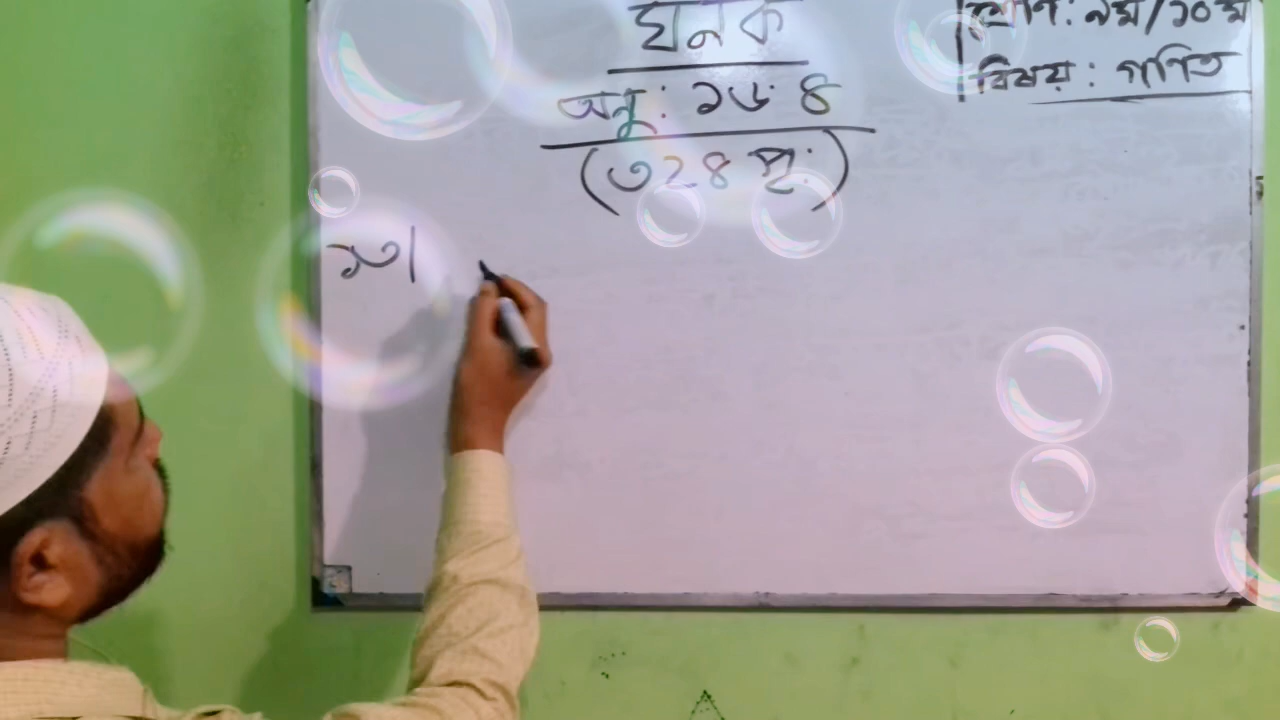 ঘনক
অনু: ১৬.৪
(৩২৪ পৃ:)
শ্রেণি: ৯ম/১০ম
বিষয়: গণিত
১৩|